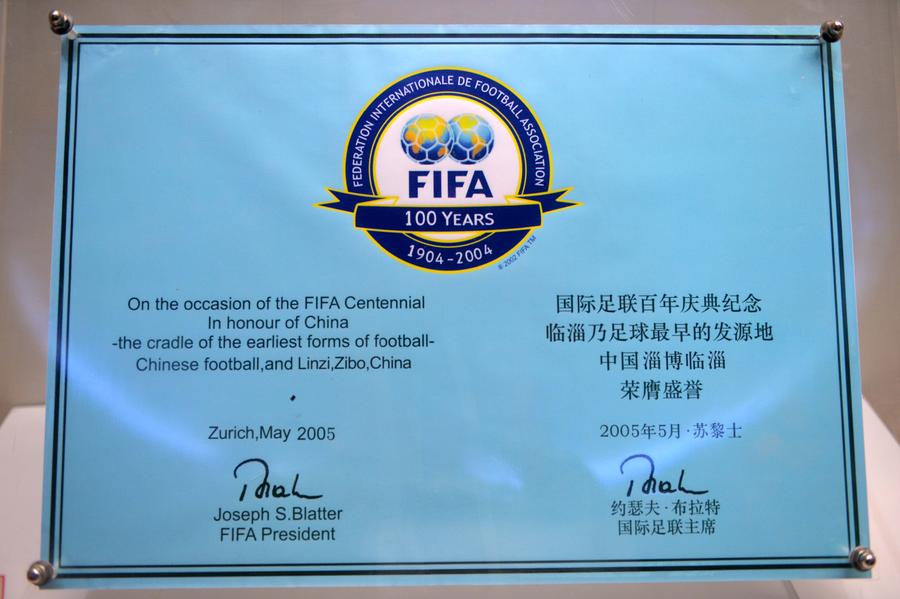 FEDERATION INTERNATIONALE DE FOOTBALL ASSOCIATION
FIFA
100 YEARS
1904-2004
©2002 FIFA TM
On the occasion of the FIFA Centennial
In honour of China
-the cradle of the earliest forms of football-
Chinese football,and Linzi,Zibo,China
Zurich,May 2005
Joseph S.Blatter
FIFA President
国际足联百年庆典纪念
临淄乃足球最早的发源地
中国淄博临淄
荣膺盛誉
2005年5月·苏黎士
约瑟夫·布拉特
国际足联主席